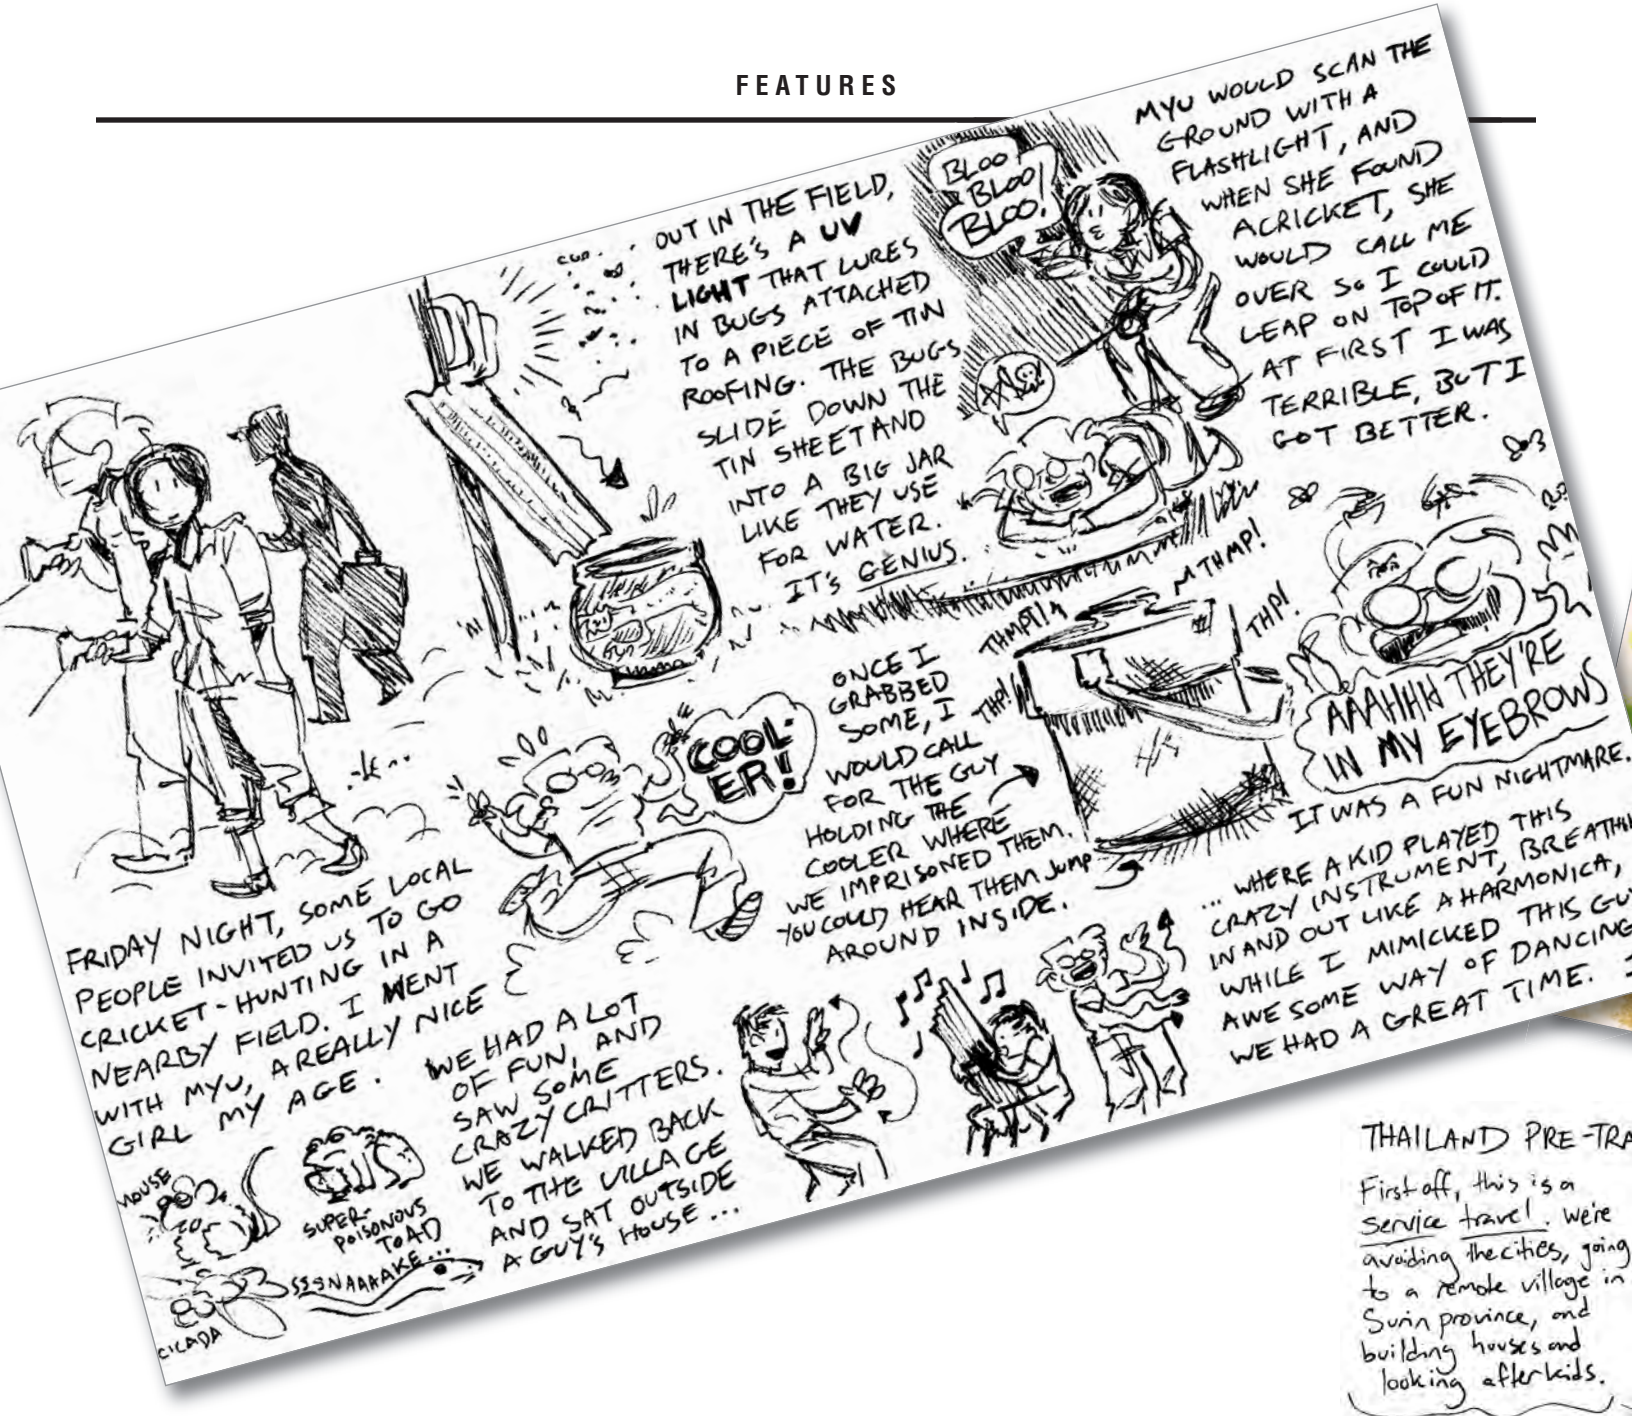 FEATURES
FRIDAY NIGHT, SOME LOCAL
PEOPLE INVITED US TO GO
CRICKET-HUNTING IN A
NEARBY FIELD. I WENT
WITH MYU, A REALLY NICE
GIRL MY AGE.
OUT IN THE FIELD,
THERE'S A UV
LIGHT THAT LURES
IN BUGS ATTACHED
TO A PIECE OF TIN
ROOFING. THE BUGS
SLIDE DOWN THE
TIN SHEET AND
INTO A BIG JAR
LIKE THEY USE
FOR WATER.
IT'S GENIUS.
BLOO
BLOO
BLOO!
MYU WOULD SCAN THE
GROUND WITH A
FLASHLIGHT, AND
WHEN SHE FOUND
A CRICKET, SHE
WOULD CALL ME
OVER SO I COULD
LEAP ON TOP OF IT.
AT FIRST I WAS
TERRIBLE, BUT I
GOT BETTER.
COOL-
ER!
ONCE I
GRABBED
SOME, I
WOULD CALL
FOR THE GUY
HOLDING THE
COOLER WHERE
WE IMPRISONED THEM.
YOU COULD HEAR THEM JUMP
AROUND INSIDE.
THMPT!
THMP!
THP!
THP!
AAAHHH THEY'RE
IN MY EYEBROWS
IT WAS A FUN NIGHTMARE.
MOUSE
SUPER-
POISONOUS
TOAD
SSSNAAAAKE...
CICADA
WE HAD A LOT
OF FUN, AND
SAW SOME
CRAZY CRITTERS.
WE WALKED BACK
TO THE VILLAGE
AND SAT OUTSIDE
A GUY'S HOUSE...
...WHERE A KID PLAYED THIS
CRAZY INSTRUMENT, BREATHIN
IN AND OUT LIKE A HARMONICA,
WHILE I MIMICKED THIS GU
AWESOME WAY OF DANCING
WE HAD A GREAT TIME.
THAILAND PRE-TRA
First off, this is a
service travel. We're
avoiding the cities, going
to a remote village in
Surin province, and
building houses and
looking after kids.